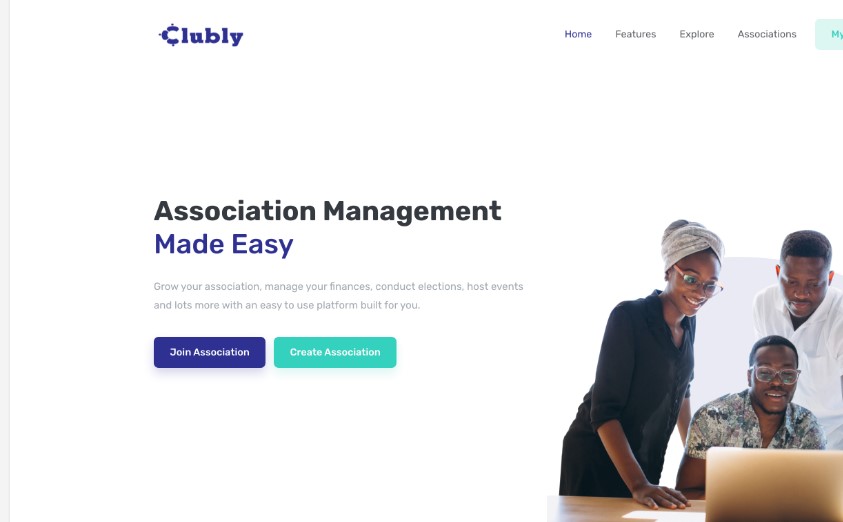 Clubly
Home Features Explore Associations My
Association Management
Made Easy
Grow your association, manage your finances, conduct elections, host events
and lots more with an easy to use platform built for you.
Join Association Create Association